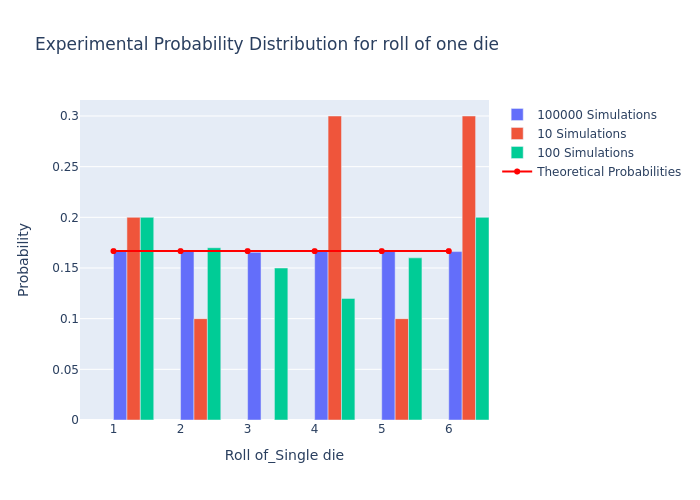 Experimental Probability Distribution for roll of one die
100000 Simulations
10 Simulations
100 Simulations
Theoretical Probabilities
Probability
0.3
0.25
0.2
0.15
0.1
0.05
0
1 2 3 4 5 6
Roll of_Single die